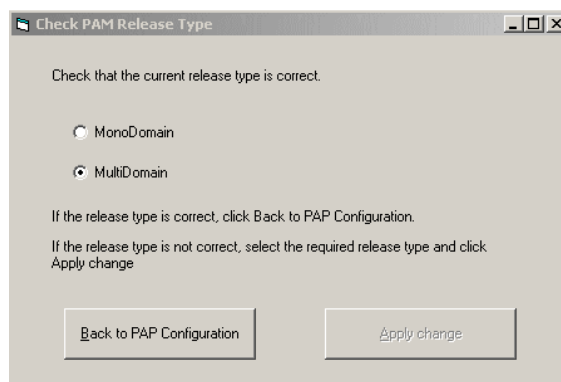 Check PAM Release Type
Check that the current release type is correct.
MonoDomain
MultiDomain
If the release type is correct, click Back to PAP Configuration.
If the release type is not correct, select the required release type and click
Apply change
Back to PAP Configuration
Apply change